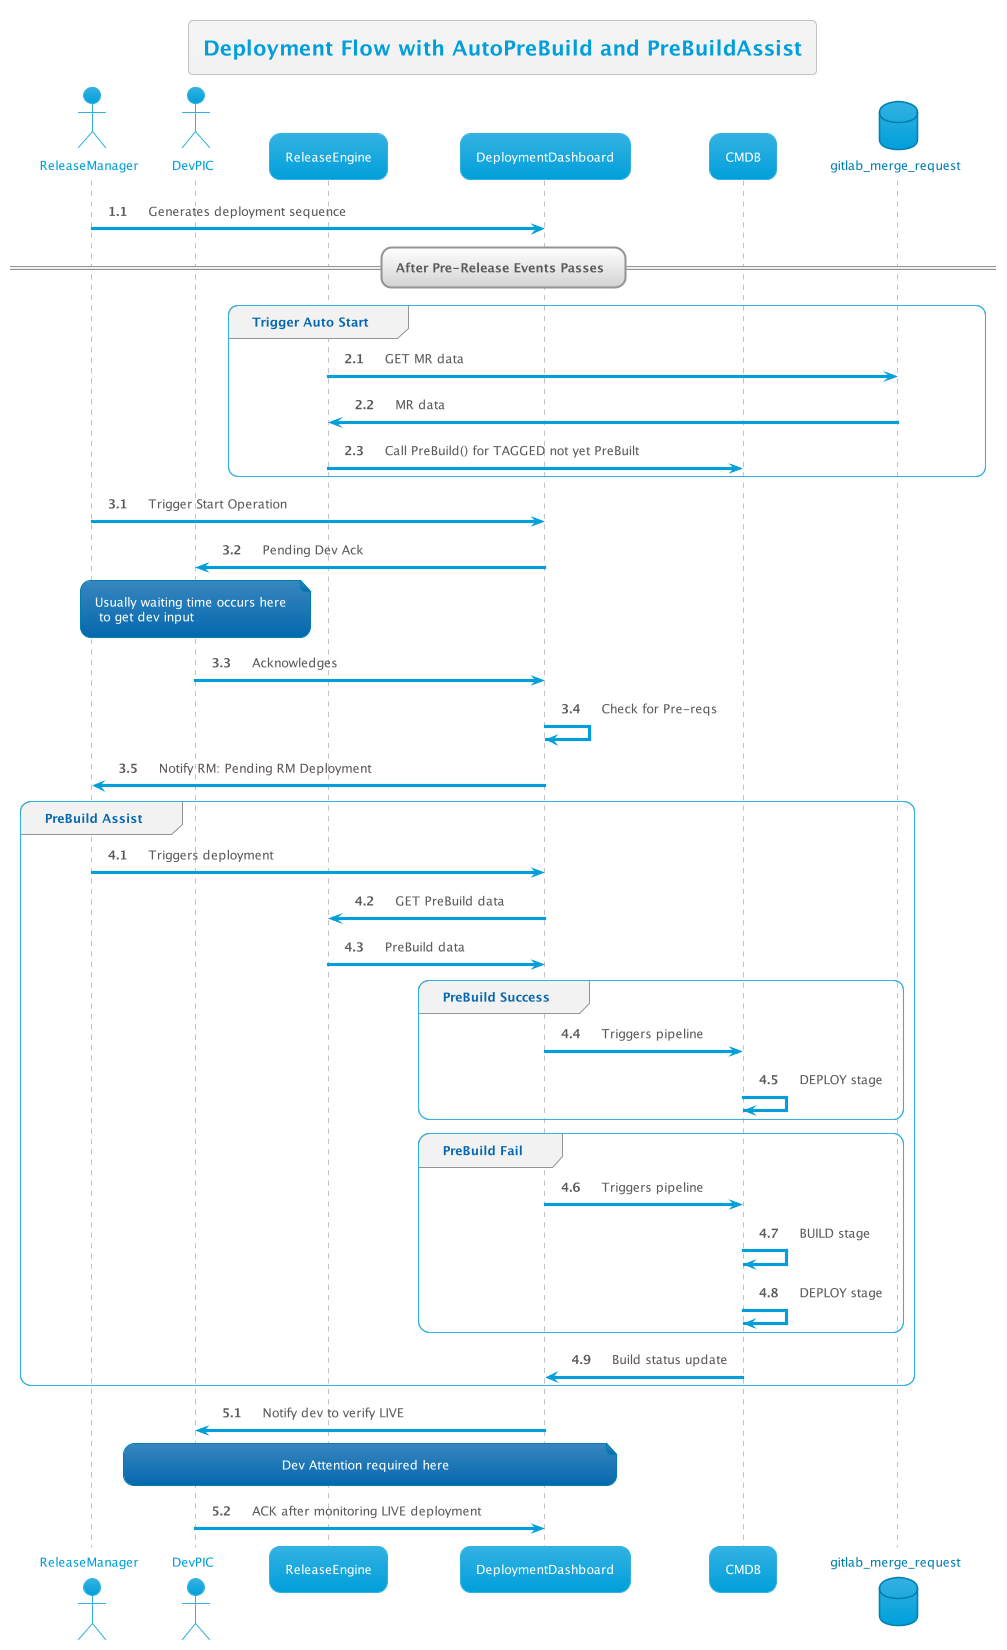 Deployment Flow with AutoPreBuild and PreBuildAssist
ReleaseManager
DevPIC
ReleaseEngine
DeploymentDashboard
CMDB
gitlab_merge_request
1.1 Generates deployment sequence
After Pre-Release Events Passes
Trigger Auto Start
2.1 GET MR data
2.2 MR data
2.3 Call PreBuild() for TAGGED not yet PreBuilt
3.1 Trigger Start Operation
3.2 Pending Dev Ack
Usually waiting time occurs here
to get dev input
3.3 Acknowledges
3.4 Check for Pre-reqs
3.5 Notify RM: Pending RM Deployment
PreBuild Assist
4.1 Triggers deployment
4.2 GET PreBuild data
4.3 PreBuild data
PreBuild Success
4.4 Triggers pipeline
4.5 DEPLOY stage
PreBuild Fail
4.6 Triggers pipeline
4.7 BUILD stage
4.8 DEPLOY stage
4.9 Build status update
5.1 Notify dev to verify LIVE
Dev Attention required here
5.2 ACK after monitoring LIVE deployment
ReleaseManager
DevPIC
ReleaseEngine
DeploymentDashboard
CMDB
gitlab_merge_request